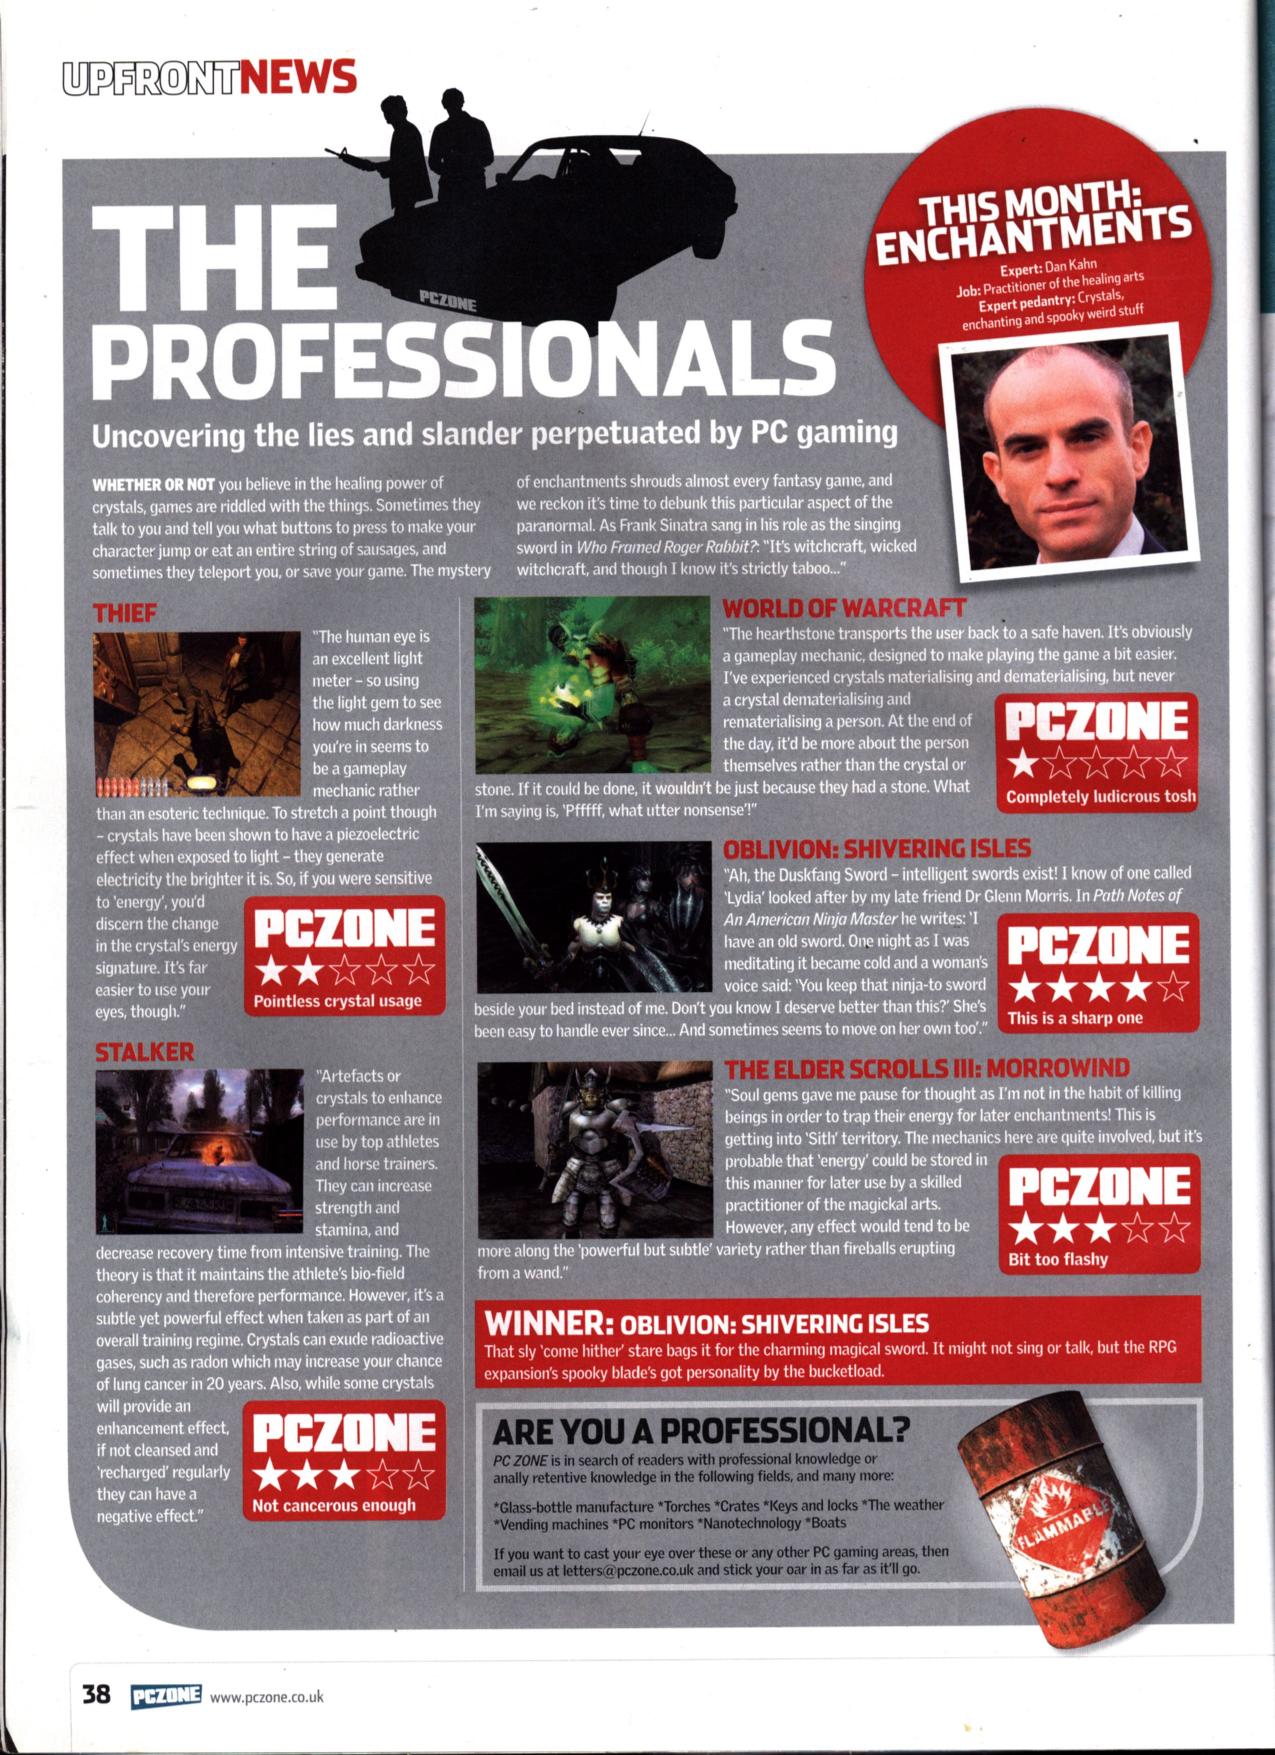 UPFRONTNEWS
THE
PROFESSIONALS
PCZONE
Uncovering the lies and slander perpetuated by PC gaming
THIS MONTH:
ENCHANTMENTS
Expert: Dan Kahn
Job: Practitioner of the healing arts
Expert pedantry: Crystals,
enchanting and spooky weird stuff
WHETHER OR NOT you believe in the healing power of
crystals, games are riddled with the things. Sometimes they
talk to you and tell you what buttons to press to make your
character jump or eat an entire string of sausages, and
sometimes they teleport you, or save your game. The mystery
of enchantments shrouds almost every fantasy game, and
we reckon it's time to debunk this particular aspect of the
paranormal. As Frank Sinatra sang in his role as the singing
sword in Who Framed Roger Rabbit?: "It's witchcraft, wicked
witchcraft, and though I know it's strictly taboo..."
THIEF
"The human eye is
an excellent light
meter – so using
the light gem to see
how much darkness
you're in seems to
be a gameplay
mechanic rather
than an esoteric technique. To stretch a point though
– crystals have been shown to have a piezoelectric
effect when exposed to light – they generate
electricity the brighter it is. So, if you were sensitive
to 'energy', you'd
discern the change
in the crystal's energy
signature. It's far
easier to use your
eyes, though."
PCZONE
Pointless crystal usage
STALKER
"Artefacts or
crystals to enhance
performance are in
use by top athletes
and horse trainers.
They can increase
strength and
stamina, and
decrease recovery time from intensive training. The
theory is that it maintains the athlete's bio-field
coherency and therefore performance. However, it's a
subtle yet powerful effect when taken as part of an
overall training regime. Crystals can exude radioactive
gases, such as radon which may increase your chance
of lung cancer in 20 years. Also, while some crystals
will provide an
enhancement effect,
if not cleansed and
'recharged' regularly
they can have a
negative effect."
PCZONE
Not cancerous enough
WORLD OF WARCRAFT
"The hearthstone transports the user back to a safe haven. It's obviously
a gameplay mechanic, designed to make playing the game a bit easier.
I've experienced crystals materialising and dematerialising, but never
a crystal dematerialising and
rematerialising a person. At the end of
the day, it'd be more about the person
themselves rather than the crystal or
stone. If it could be done, it wouldn't be just because they had a stone. What
I'm saying is, 'Pfffff, what utter nonsense'!"
PCZONE
Completely ludicrous tosh
OBLIVION: SHIVERING ISLES
"Ah, the Duskfang Sword – intelligent swords exist! I know of one called
'Lydia' looked after by my late friend Dr Glenn Morris. In Path Notes of
An American Ninja Master he writes: 'I
have an old sword. One night as I was
meditating it became cold and a woman's
voice said: 'You keep that ninja-to sword
beside your bed instead of me. Don't you know I deserve better than this?' She's
been easy to handle ever since... And sometimes seems to move on her own too'."
PCZONE
This is a sharp one
THE ELDER SCROLLS III: MORROWIND
"Soul gems gave me pause for thought as I'm not in the habit of killing
beings in order to trap their energy for later enchantments! This is
getting into 'Sith' territory. The mechanics here are quite involved, but it's
probable that 'energy' could be stored in
this manner for later use by a skilled
practitioner of the magickal arts.
However, any effect would tend to be
more along the 'powerful but subtle' variety rather than fireballs erupting
from a wand."
PCZONE
Bit too flashy
WINNER: OBLIVION: SHIVERING ISLES
That sly 'come hither' stare bags it for the charming magical sword. It might not sing or talk, but the RPG
expansion's spooky blade's got personality by the bucketload.
ARE YOU A PROFESSIONAL?
PC ZONE is in search of readers with professional knowledge or
anally retentive knowledge in the following fields, and many more:
*Glass-bottle manufacture *Torches *Crates *Keys and locks *The weather
*Vending machines *PC monitors *Nanotechnology *Boats
If you want to cast your eye over these or any other PC gaming areas, then
email us at letters@pczone.co.uk and stick your oar in as far as it'll go.
FLAMMABLE
38 PCZONE www.pczone.co.uk